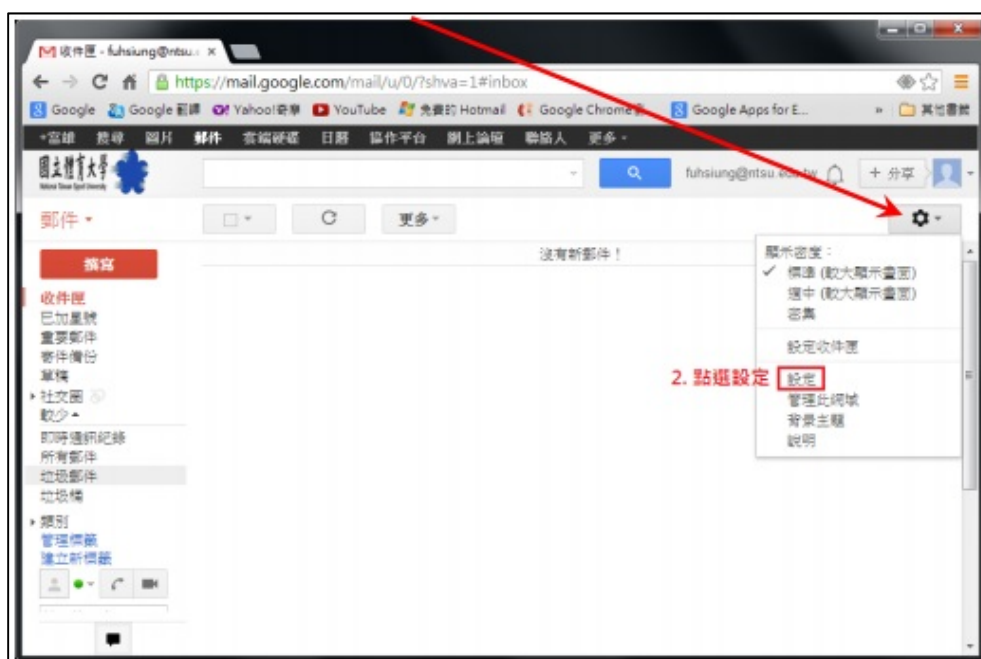 收件匣 - fuhsiung@ntsu.
https://mail.google.com/mail/u/0/?shva=1#inbox
Google Google 翻譯 Yahoo!奇摩 YouTube 免費的 Hotmail Google Chrome Google Apps for E... » 其他書籤
+富雄 搜尋 圖片 郵件 雲端硬碟 日曆 協作平台 網上論壇 聯絡人 更多
國立體育大學
fuhsiung@ntsu.edu.tw + 分享
郵件 更多
沒有新郵件！
撰寫
收件匣
已加星號
重要郵件
寄件備份
草稿
社交圈
較少
即時通訊紀錄
所有郵件
垃圾郵件
垃圾桶
類別
管理標籤
建立新標籤
顯示密度：
✓ 標準 (較大顯示畫面)
適中 (較大顯示畫面)
密集
設定收件匣
2. 點選設定 設定
管理此網域
背景主題
說明